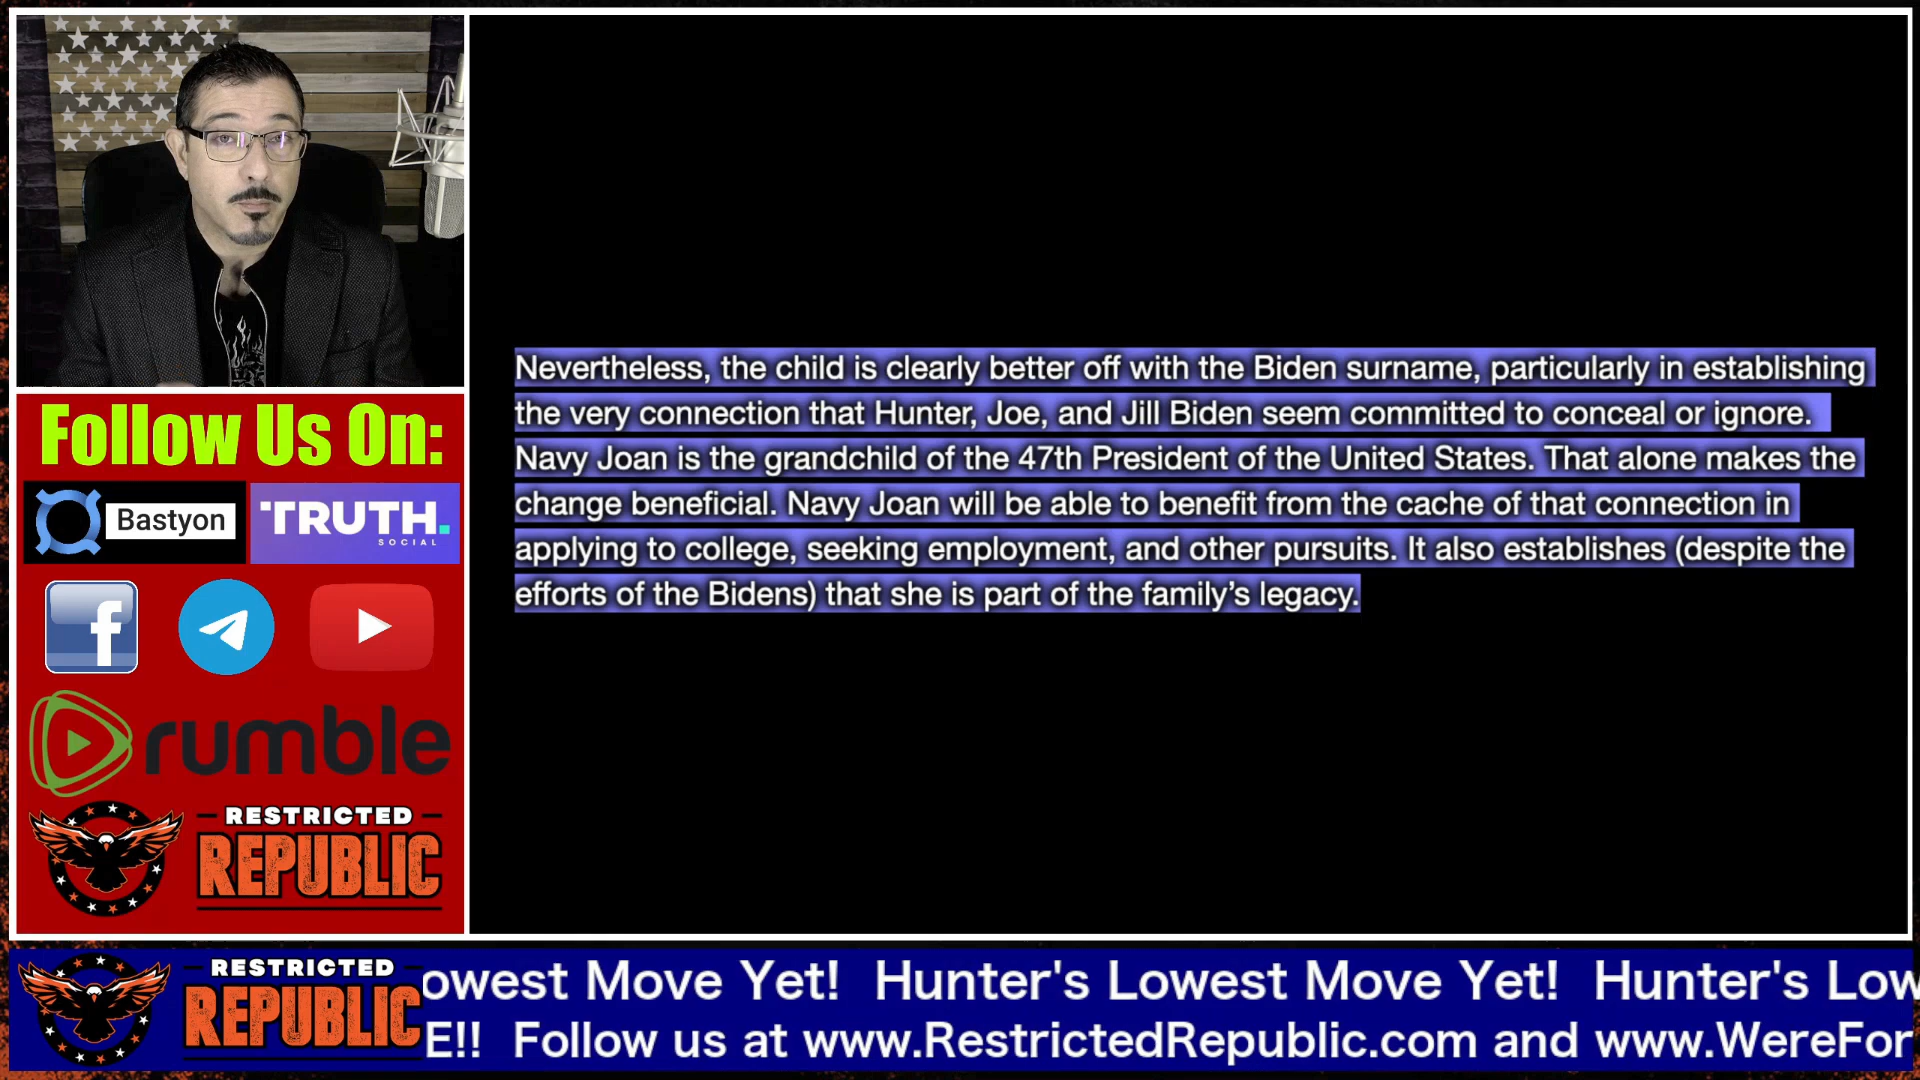 Follow Us On:
Bastyon
TRUTH.
SOCIAL
f
rumble
RESTRICTED
REPUBLIC
Nevertheless, the child is clearly better off with the Biden surname, particularly in establishing
the very connection that Hunter, Joe, and Jill Biden seem committed to conceal or ignore.
Navy Joan is the grandchild of the 47th President of the United States. That alone makes the
change beneficial. Navy Joan will be able to benefit from the cache of that connection in
applying to college, seeking employment, and other pursuits. It also establishes (despite the
efforts of the Bidens) that she is part of the family’s legacy.
RESTRICTED
REPUBLIC
owest Move Yet! Hunter's Lowest Move Yet! Hunter's Low
E!! Follow us at www.RestrictedRepublic.com and www.WereFor